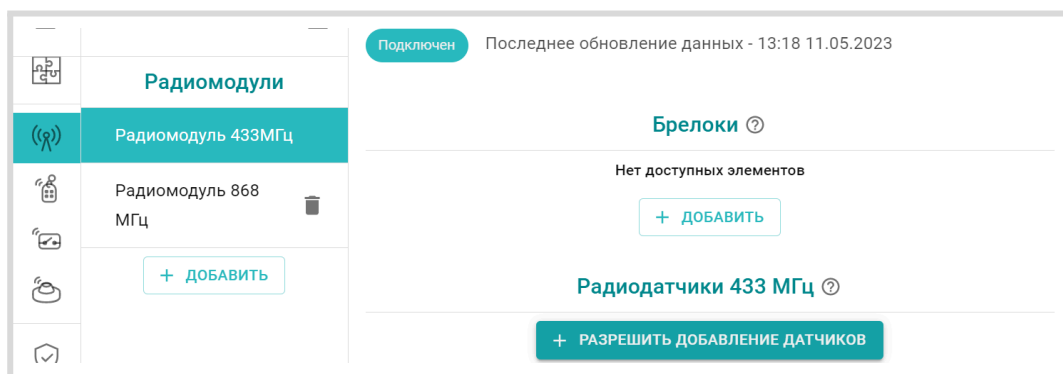 Подключен Последнее обновление данных - 13:18 11.05.2023
Радиомодули
Радиомодуль 433МГц
Радиомодуль 868
МГц
+ ДОБАВИТЬ
Брелоки
Нет доступных элементов
+ ДОБАВИТЬ
Радиодатчики 433 МГц
+ РАЗРЕШИТЬ ДОБАВЛЕНИЕ ДАТЧИКОВ